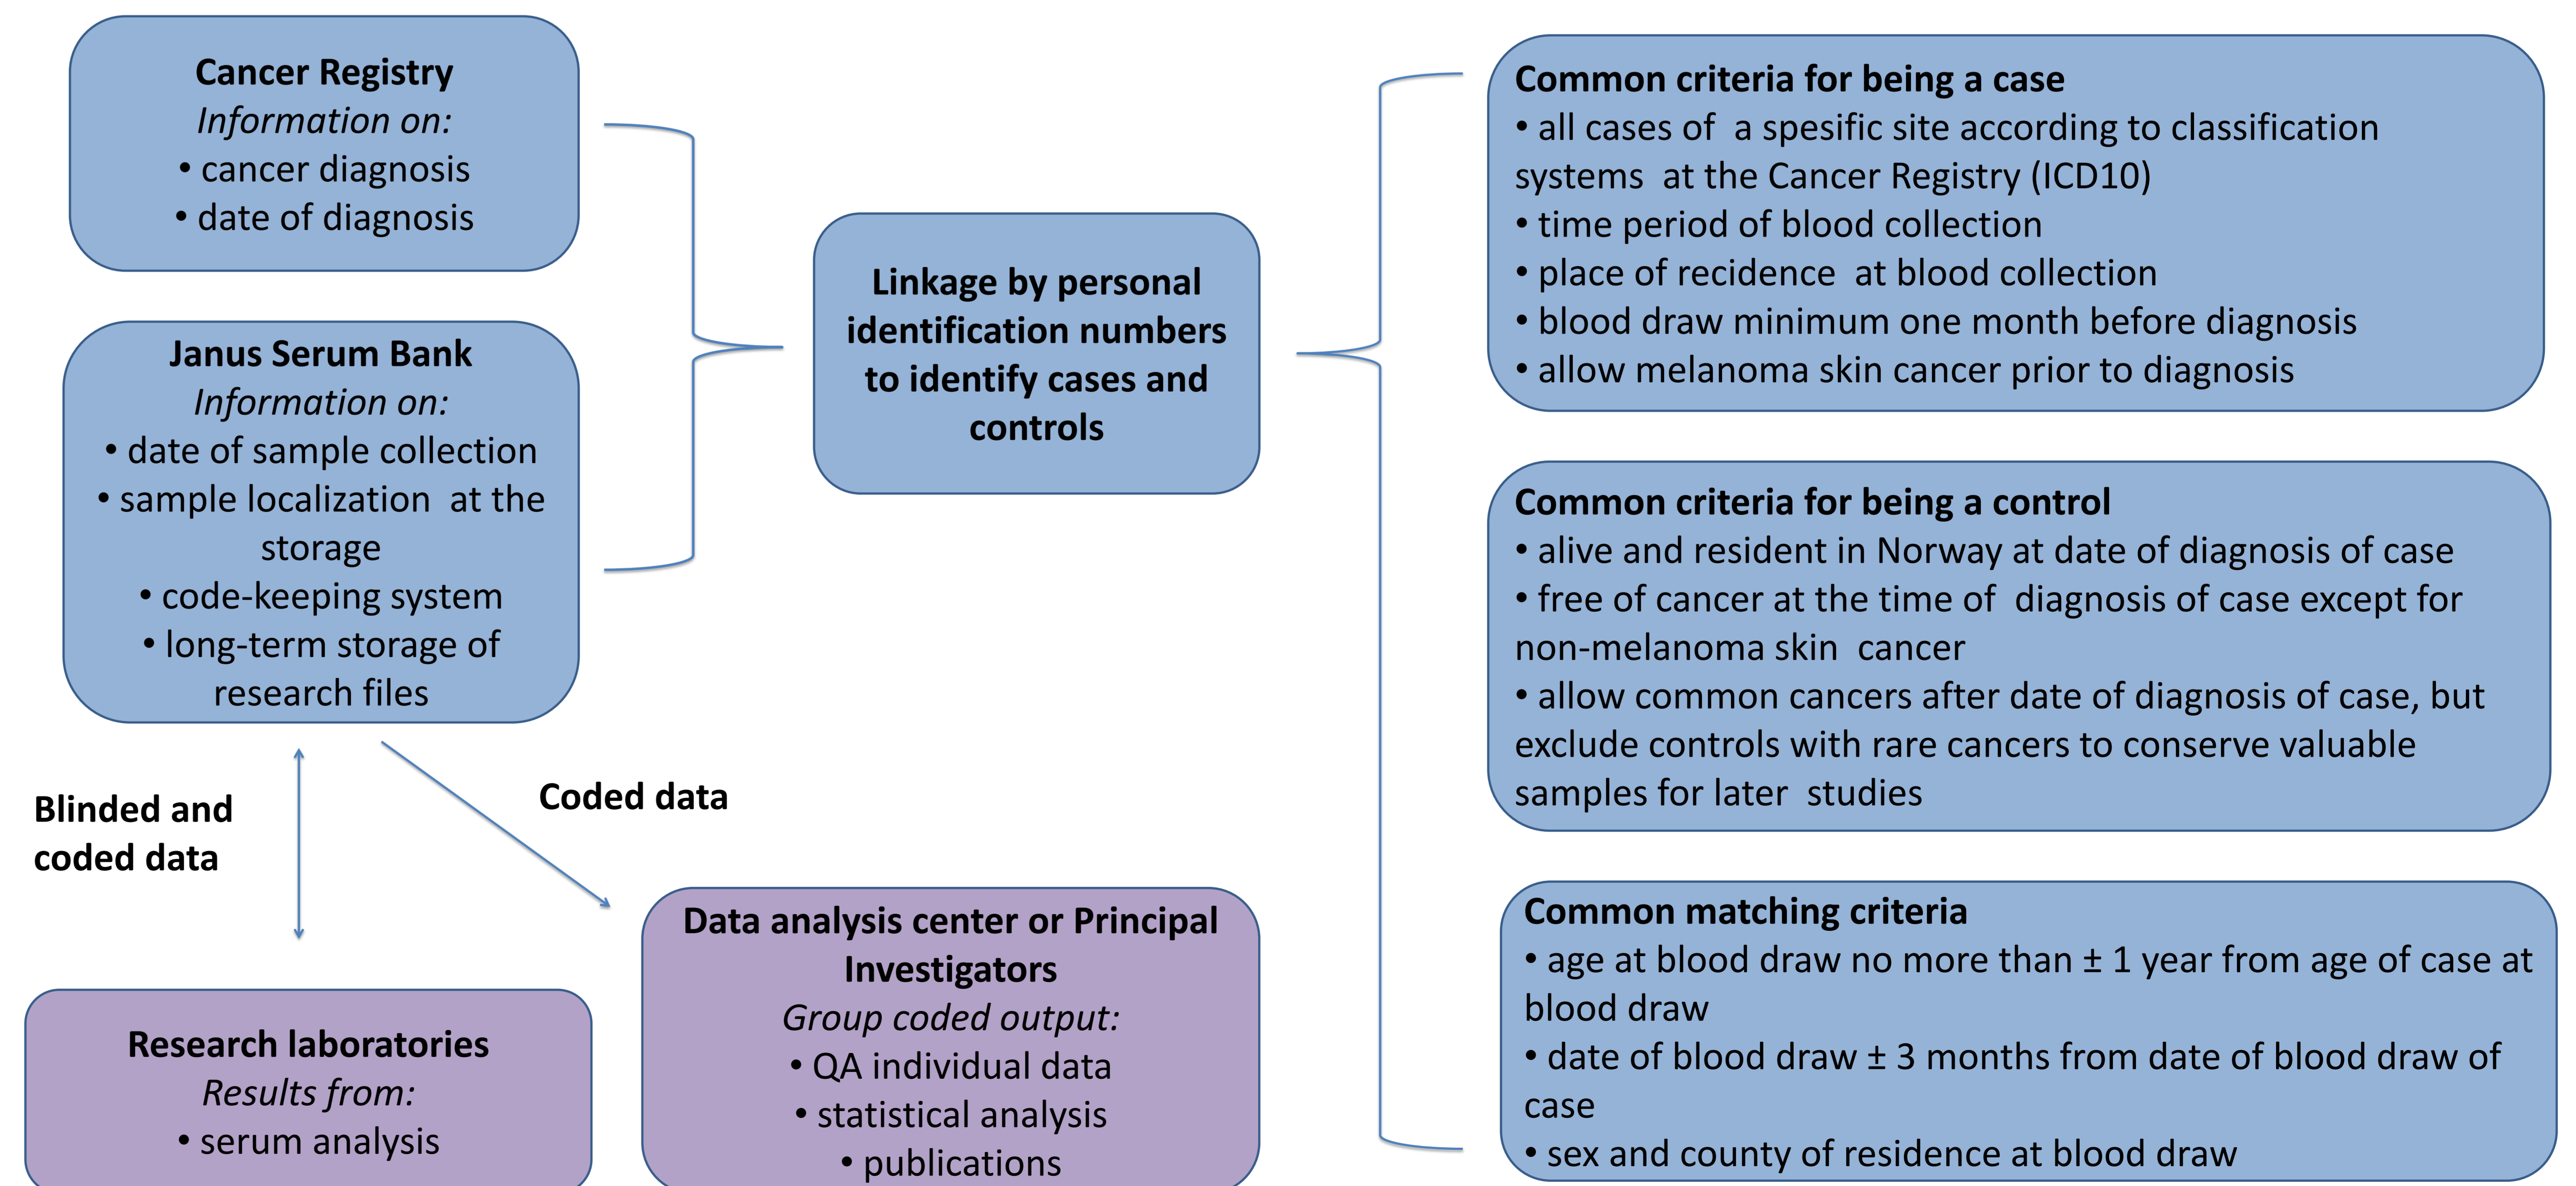 Cancer Registry
Information on:
• cancer diagnosis
• date of diagnosis
Janus Serum Bank
Information on:
• date of sample collection
• sample localization at the
storage
• code-keeping system
• long-term storage of
research files
Blinded and
coded data
Coded data
Research laboratories
Results from:
• serum analysis
Data analysis center or Principal
Investigators
Group coded output:
• QA individual data
• statistical analysis
• publications
Linkage by personal
identification numbers
to identify cases and
controls
Common criteria for being a case
• all cases of a spesific site according to classification
systems at the Cancer Registry (ICD10)
• time period of blood collection
• place of recidence at blood collection
• blood draw minimum one month before diagnosis
• allow melanoma skin cancer prior to diagnosis
Common criteria for being a control
• alive and resident in Norway at date of diagnosis of case
• free of cancer at the time of diagnosis of case except for
non-melanoma skin cancer
• allow common cancers after date of diagnosis of case, but
exclude controls with rare cancers to conserve valuable
samples for later studies
Common matching criteria
• age at blood draw no more than ± 1 year from age of case at
blood draw
• date of blood draw ± 3 months from date of blood draw of
case
• sex and county of residence at blood draw